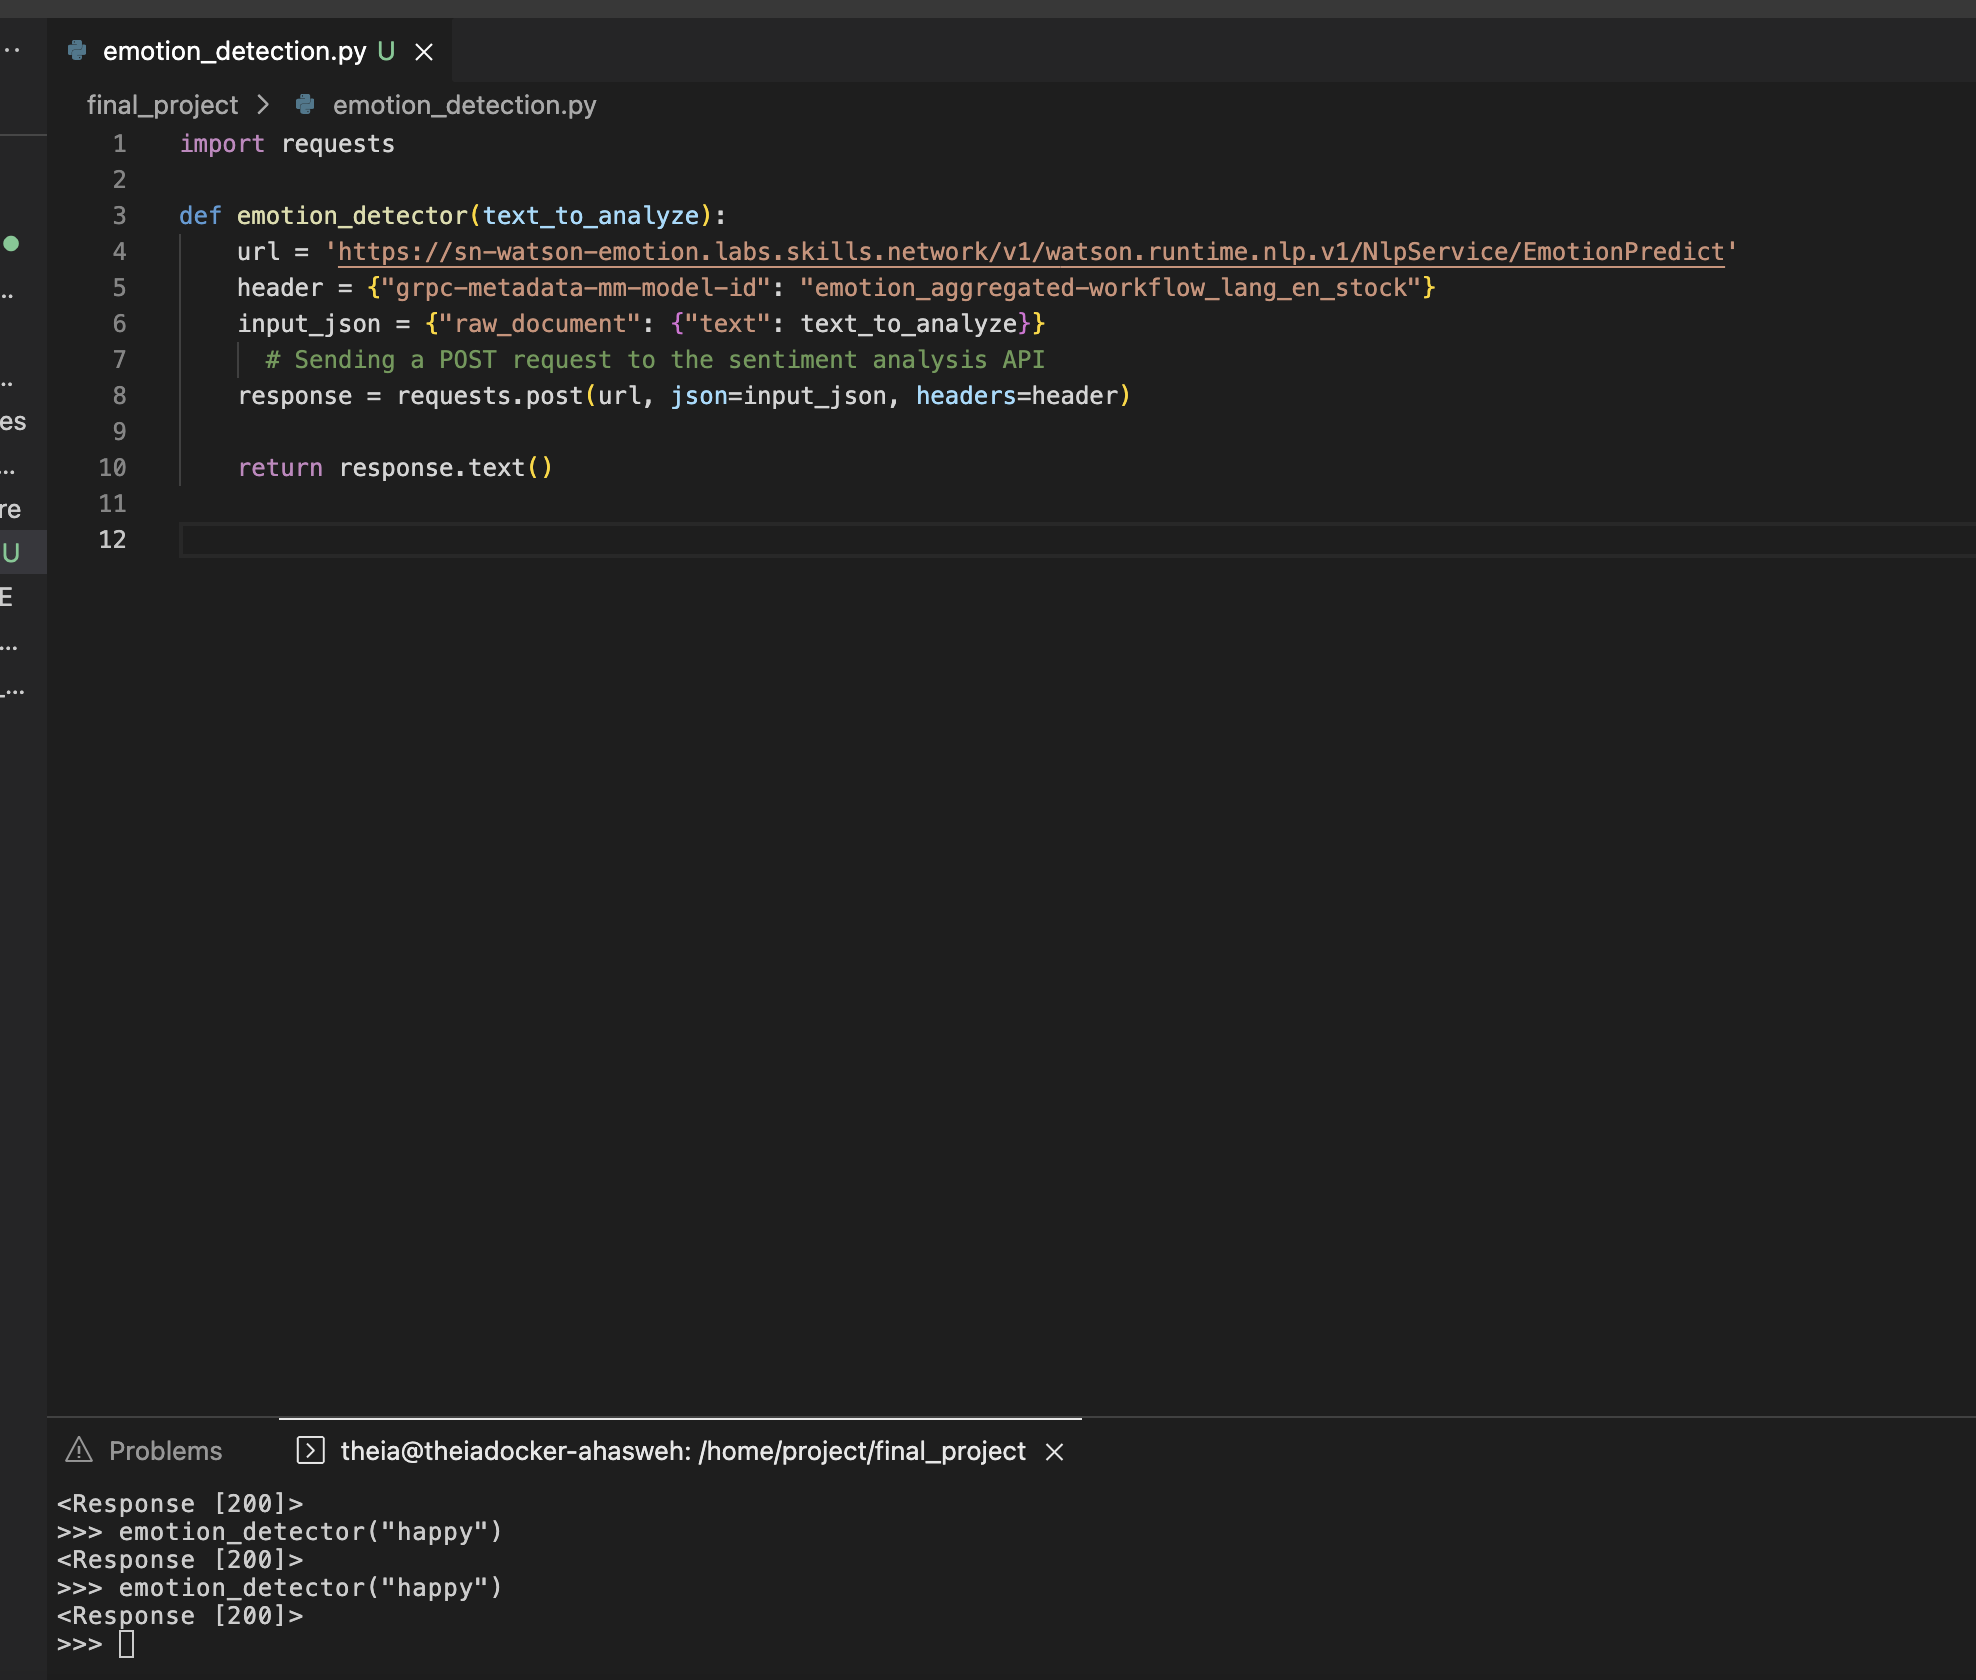 emotion_detection.py U
final_project > emotion_detection.py
1 import requests
2
3 def emotion_detector(text_to_analyze):
4 url = 'https://sn-watson-emotion.labs.skills.network/v1/watson.runtime.nlp.v1/NlpService/EmotionPredict'
5 header = {"grpc-metadata-mm-model-id": "emotion_aggregated-workflow_lang_en_stock"}
6 input_json = {"raw_document": {"text": text_to_analyze}}
7 # Sending a POST request to the sentiment analysis API
8 response = requests.post(url, json=input_json, headers=header)
9
10 return response.text()
11
12
es
re
U
E
Problems
theia@theiadocker-ahasweh: /home/project/final_project
<Response [200]>
>>> emotion_detector("happy")
<Response [200]>
>>> emotion_detector("happy")
<Response [200]>
>>>